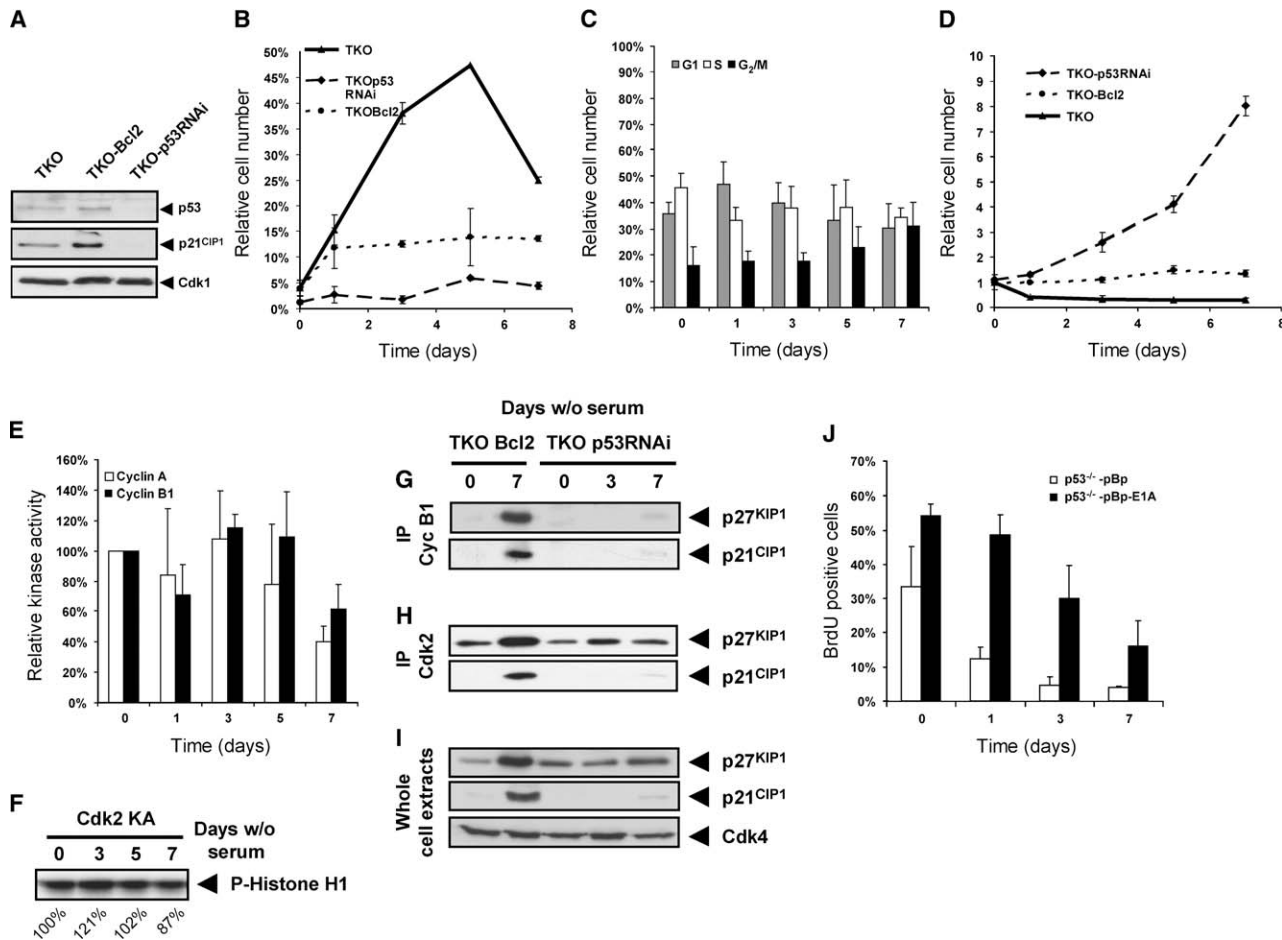 A
TKO
TKO-Bcl2
TKO-p53RNAi
p53
p21CIP1
Cdk1
B
Relative cell number
50%
45%
40%
35%
30%
25%
20%
15%
10%
5%
0%
TKO
TKOp53
RNAi
TKOBcl2
0 2 4 6 8
Time (days)
C
Relative cell number
100%
90%
80%
70%
60%
50%
40%
30%
20%
10%
0%
G1 S G2/M
0 1 3 5 7
Time (days)
D
Relative cell number
10
9
8
7
6
5
4
3
2
1
0
TKO-p53RNAi
TKO-Bcl2
TKO
0 2 4 6 8
Time (days)
E
Relative kinase activity
160%
140%
120%
100%
80%
60%
40%
20%
0%
Cyclin A
Cyclin B1
0 1 3 5 7
Time (days)
F
Cdk2 KA
Days w/o
serum
0 3 5 7
P-Histone H1
100% 121% 102% 87%
Days w/o serum
TKO Bcl2 TKO p53RNAi
0 7 0 3 7
G
IP
Cyc B1
p27KIP1
p21CIP1
H
IP
Cdk2
p27KIP1
p21CIP1
I
Whole
cell extracts
p27KIP1
p21CIP1
Cdk4
J
BrdU positive cells
70%
60%
50%
40%
30%
20%
10%
0%
p53-/- -pBp
p53-/- -pBp-E1A
0 1 3 7
Time (days)